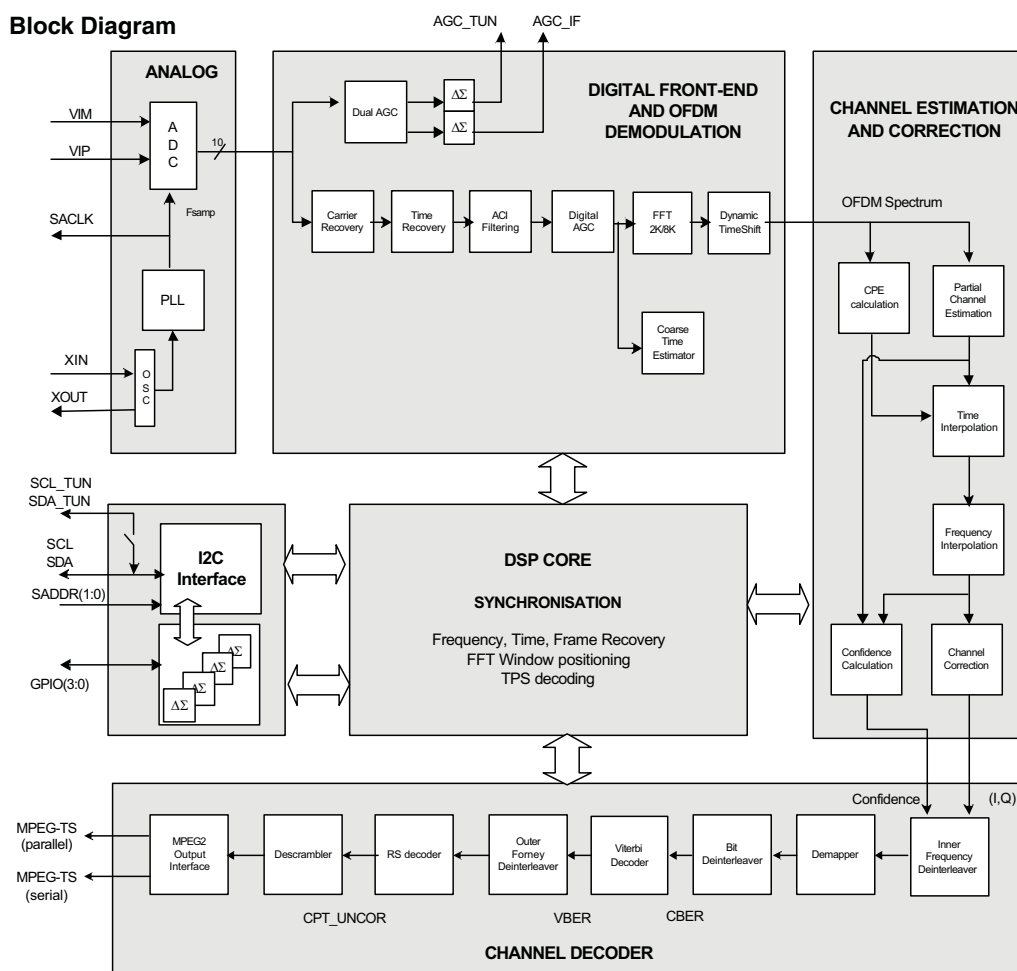 Block Diagram
AGC_TUN
AGC_IF
ANALOG
VIM
VIP
A
D
C
10
SACLK
Fsamp
PLL
XIN
XOUT
O
S
C
DIGITAL FRONT-END
AND OFDM
DEMODULATION
Dual AGC
ΔΣ
ΔΣ
Carrier
Recovery
Time
Recovery
ACI
Filtering
Digital
AGC
FFT
2K/8K
Dynamic
TimeShift
Coarse
Time
Estimator
CHANNEL ESTIMATION
AND CORRECTION
OFDM Spectrum
CPE
calculation
Partial
Channel
Estimation
Time
Interpolation
Frequency
Interpolation
Confidence
Calculation
Channel
Correction
SCL_TUN
SDA_TUN
SCL
SDA
SADDR(1:0)
GPIO(3:0)
I2C
Interface
ΔΣ
ΔΣ
ΔΣ
ΔΣ
DSP CORE
SYNCHRONISATION
Frequency, Time, Frame Recovery
FFT Window positioning
TPS decoding
Confidence
(I,Q)
MPEG-TS
(parallel)
MPEG-TS
(serial)
MPEG2
Output
Interface
Descrambler
RS decoder
Outer
Forney
Deinterleaver
Viterbi
Decoder
Bit
Deinterleaver
Demapper
Inner
Frequency
Deinterleaver
CPT_UNCOR
VBER
CBER
CHANNEL DECODER